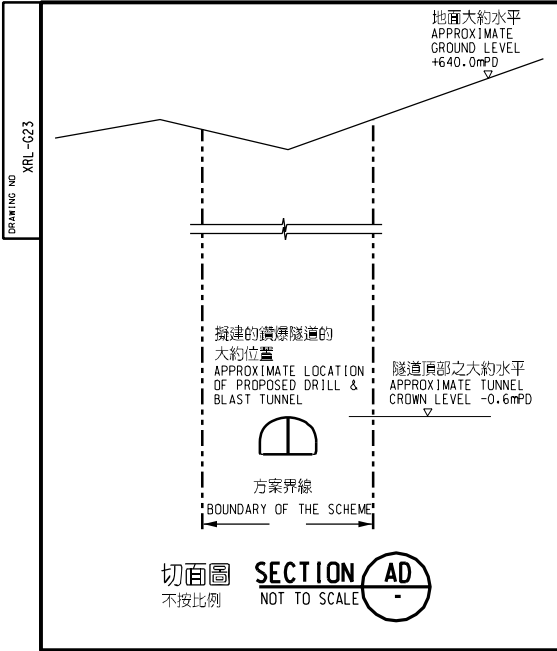 地面大約水平
APPROXIMATE
GROUND LEVEL
+640.0mPD
DRAWING NO
XRL-G23
擬建的鑽爆隧道的
大約位置
APPROXIMATE LOCATION
OF PROPOSED DRILL &
BLAST TUNNEL
隧道頂部之大約水平
APPROXIMATE TUNNEL
CROWN LEVEL -0.6mPD
方案界線
BOUNDARY OF THE SCHEME
切面圖
不按比例
SECTION
NOT TO SCALE
AD
-